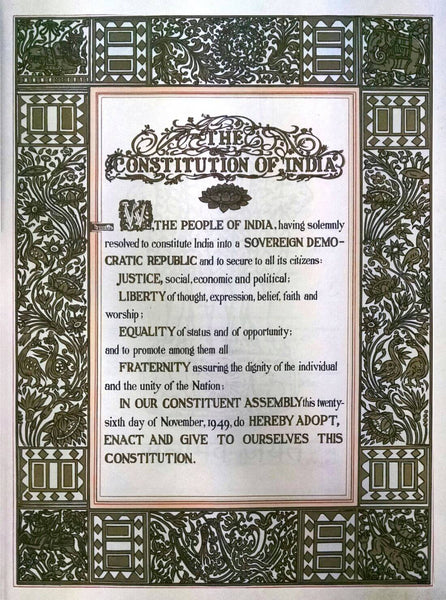 THE
CONSTITUTION OF INDIA
WE, THE PEOPLE OF INDIA, having solemnly
resolved to constitute India into a SOVEREIGN DEMO-
CRATIC REPUBLIC and to secure to all its citizens:
JUSTICE, social, economic and political;
LIBERTY of thought, expression, belief, faith and
worship;
EQUALITY of status and of opportunity;
and to promote among them all
FRATERNITY assuring the dignity of the individual
and the unity of the Nation;
IN OUR CONSTITUENT ASSEMBLY this twenty-
sixth day of November, 1949, do HEREBY ADOPT,
ENACT AND GIVE TO OURSELVES THIS
CONSTITUTION.